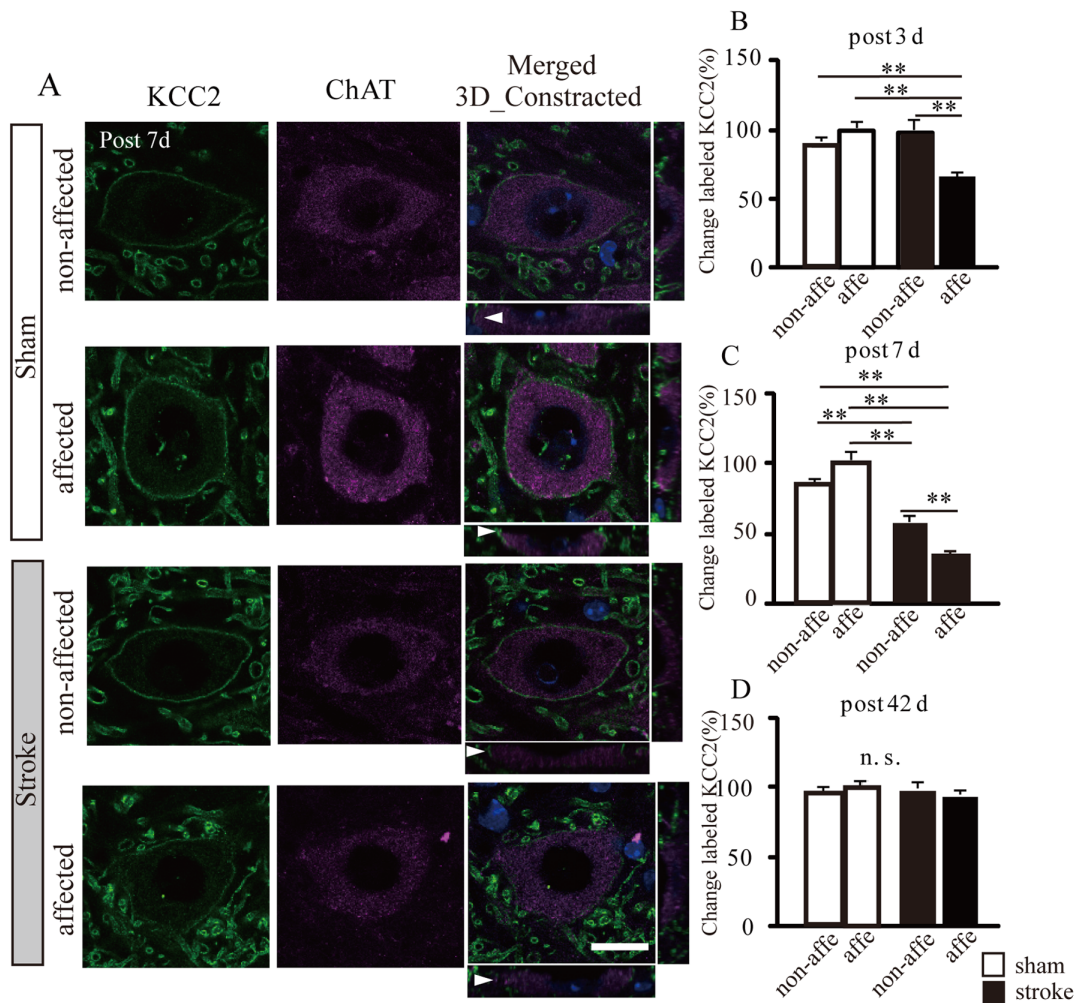 A
KCC2
ChAT
Merged
3D_Constracted
Post 7d
Sham
non-affected
affected
Stroke
non-affected
affected
B
post 3 d
Change labeled KCC2(%)
150
100
50
0
**
**
**
non-affe
affe
non-affe
affe
C
post 7 d
Change labeled KCC2(%)
150
100
50
0
**
**
**
**
**
non-affe
affe
non-affe
affe
D
post 42 d
Change labeled KCC2(%)
150
100
50
0
n. s.
non-affe
affe
non-affe
affe
sham
stroke